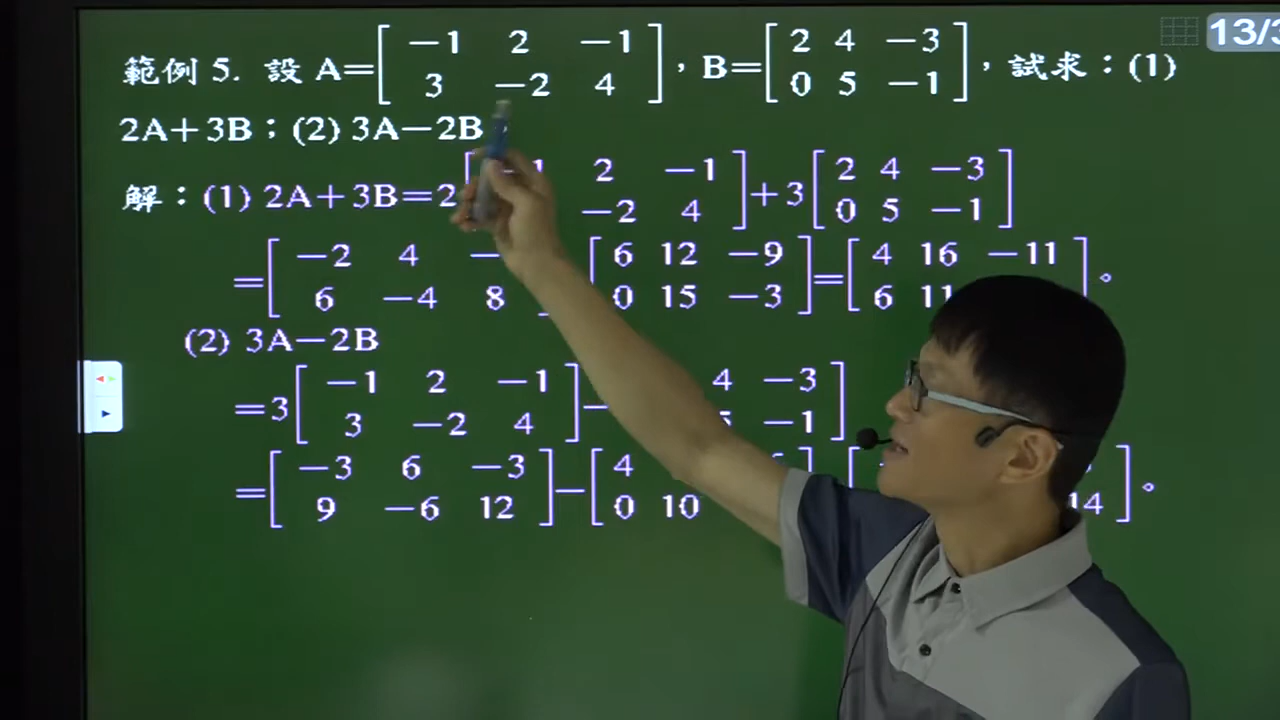 13/3
範例 5. 設 A=[ −1 2 −1 3 −2 4 ], B=[ 2 4 −3 0 5 −1 ], 試求：(1)
2A+3B；(2) 3A−2B
解：(1) 2A+3B=2[ −1 2 −1 −2 4 ]+3[ 2 4 −3 0 5 −1 ]
=[ −2 4 − 6 −4 8 ] [ 6 12 −9 0 15 −3 ]=[ 4 16 −11 6 11 ]。
(2) 3A−2B
=3[ −1 2 −1 3 −2 4 ]− 4 −3 −1 ]
=[ −3 6 −3 9 −6 12 ]−[ 4 0 10 ] [ 14 ]。